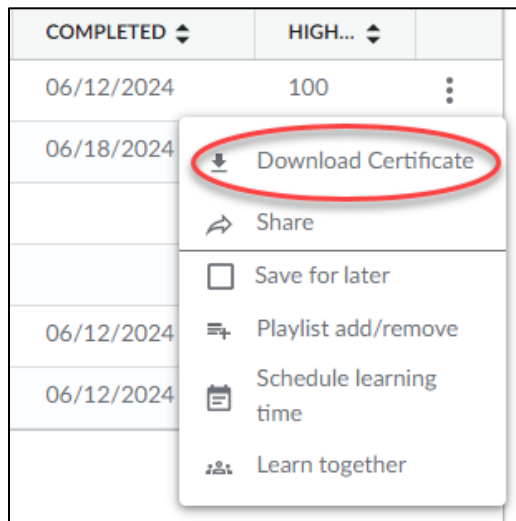 COMPLETED HIGH...
06/12/2024 100
06/18/2024
Download Certificate
Share
Save for later
Playlist add/remove
06/12/2024
Schedule learning
time
06/12/2024
Learn together